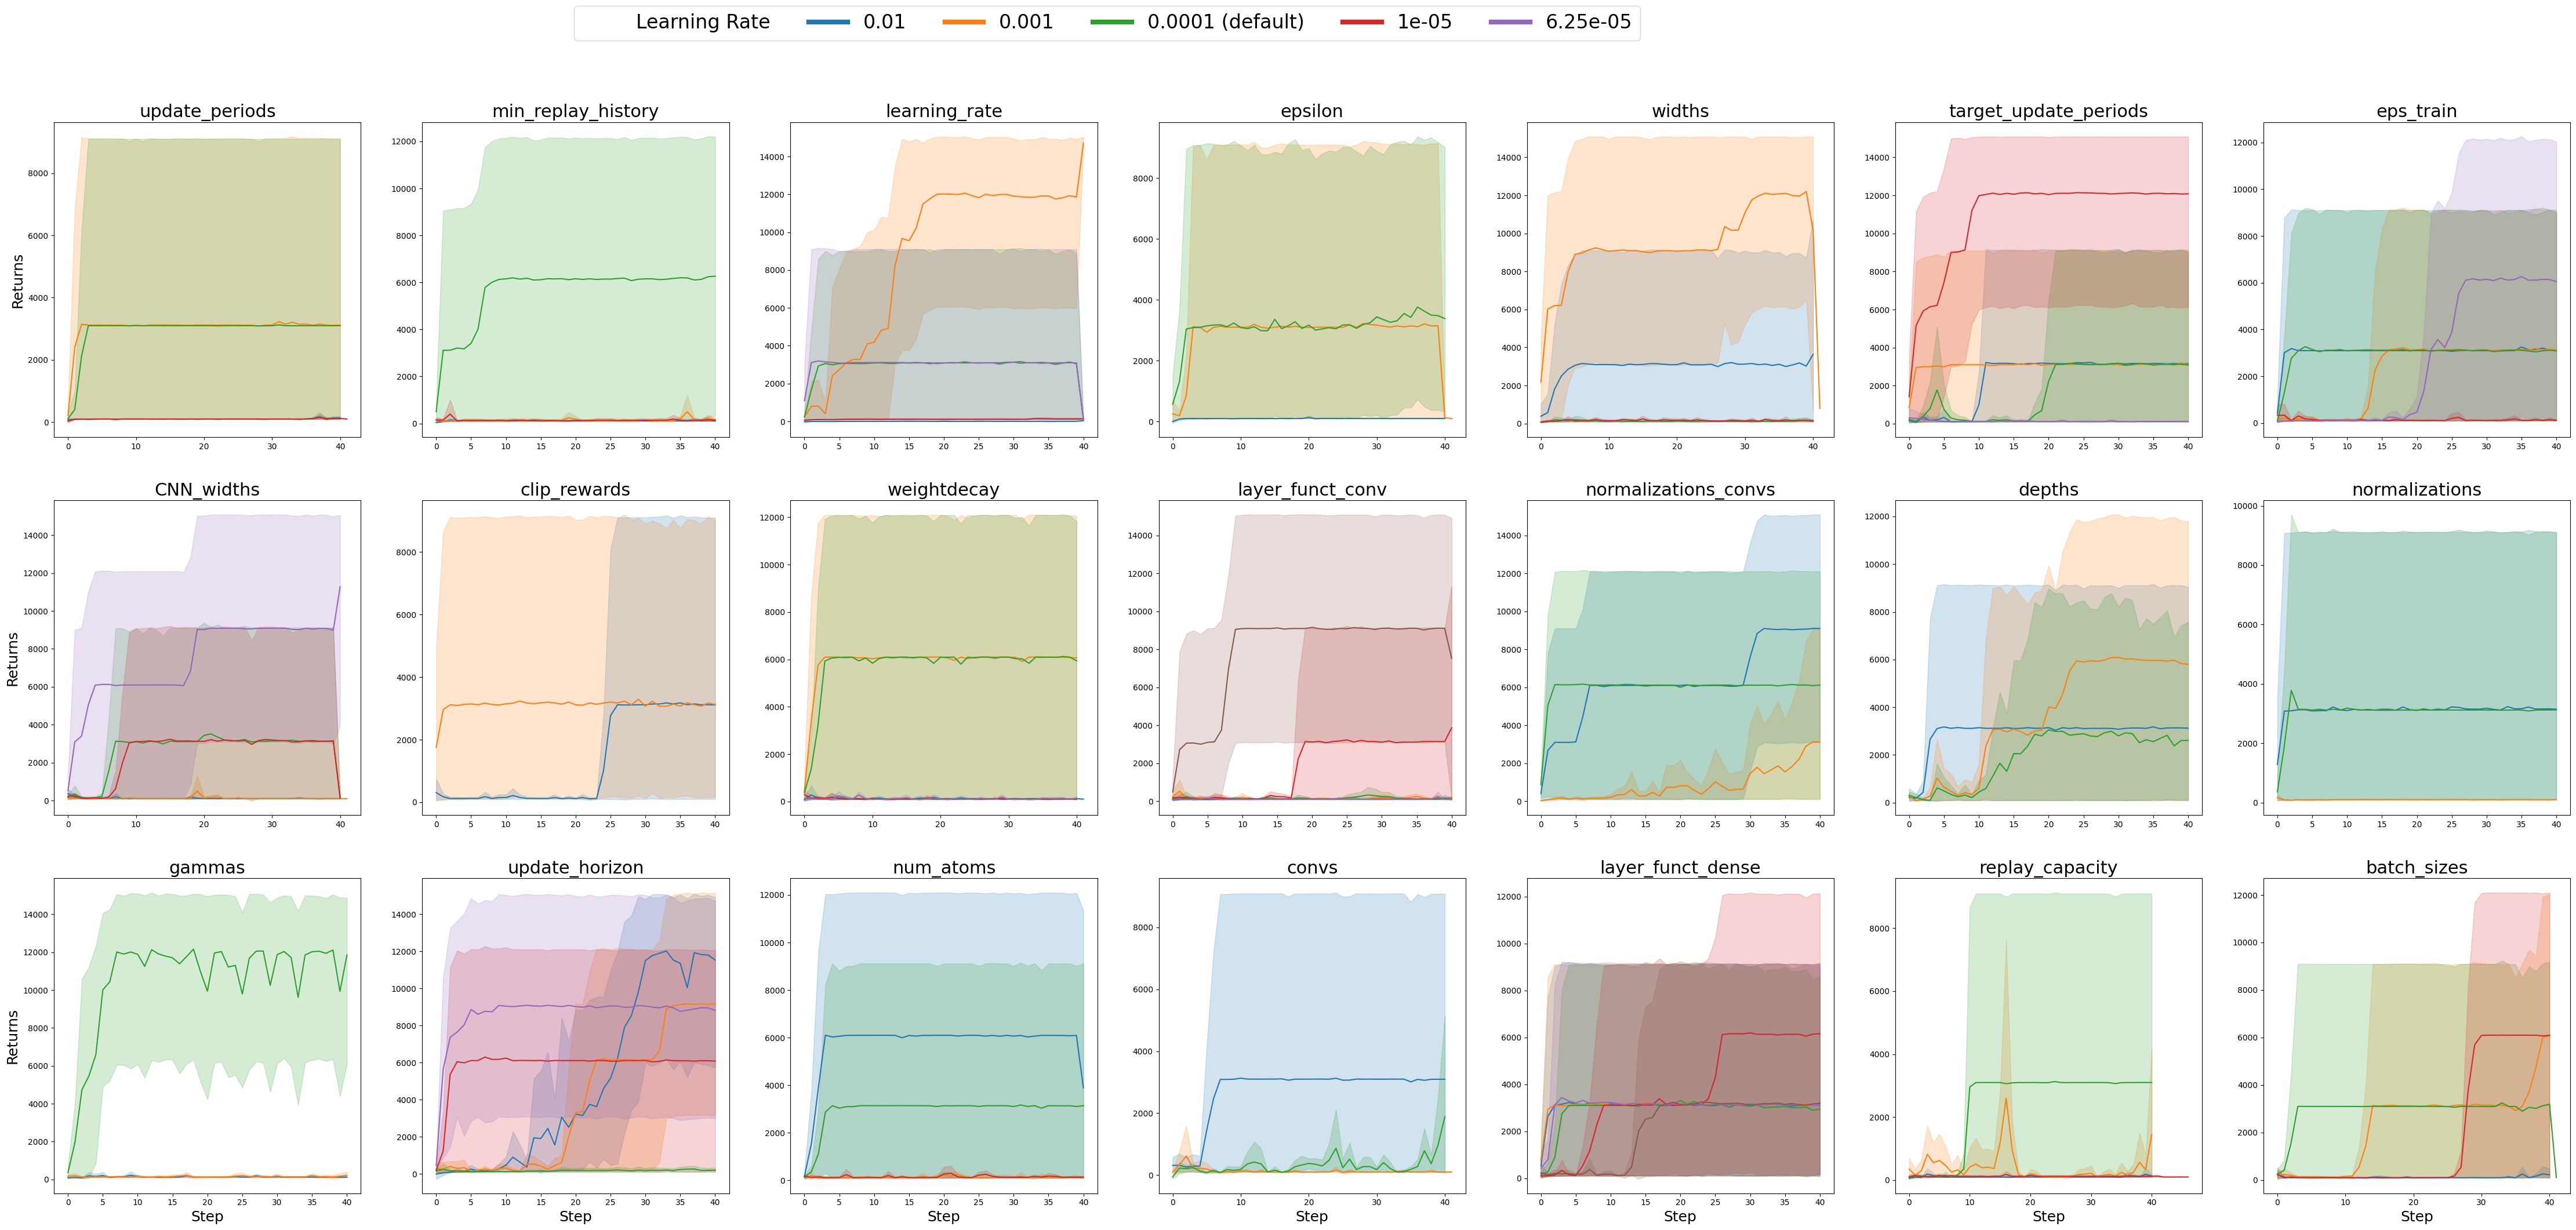 Learning Rate 0.01 0.001 0.0001 (default) 1e-05 6.25e-05
update_periods min_replay_history learning_rate epsilon widths target_update_periods eps_train
Returns
CNN_widths clip_rewards weightdecay layer_funct_conv normalizations_convs depths normalizations
Returns
gammas update_horizon num_atoms convs layer_funct_dense replay_capacity batch_sizes
Returns
Step Step Step Step Step Step Step